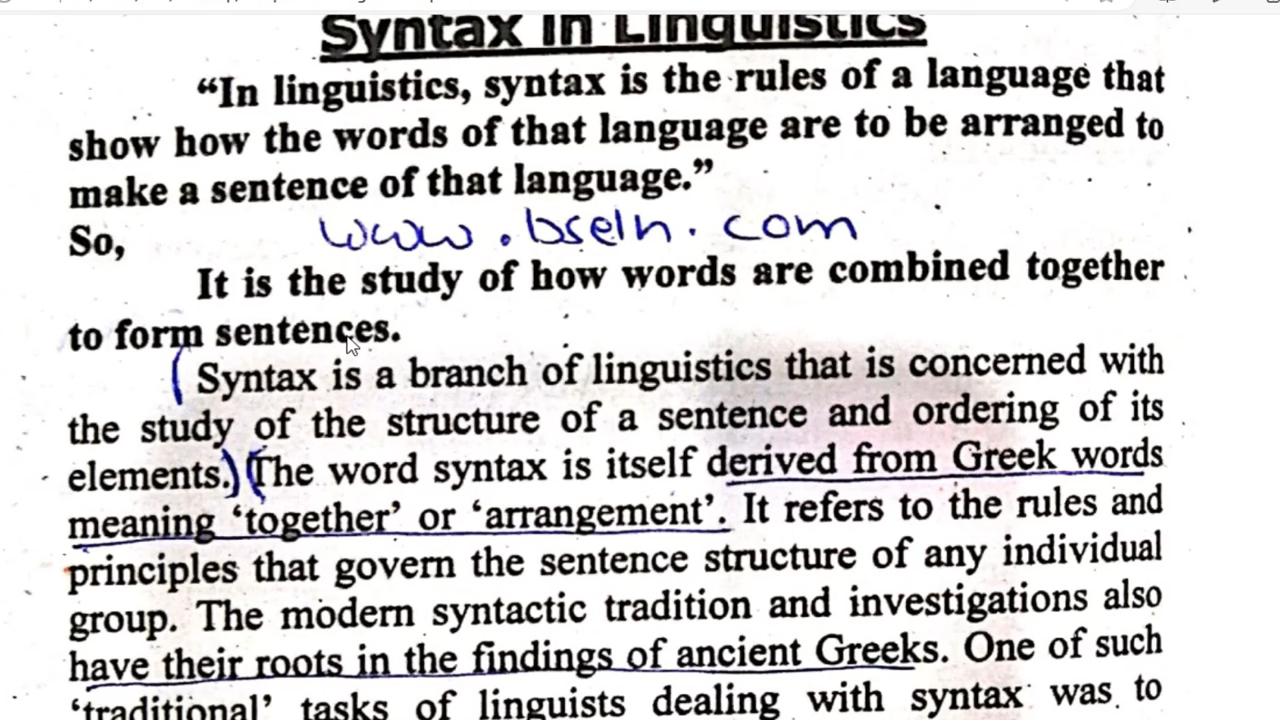 Syntax in Linguistics
“In linguistics, syntax is the rules of a language that
show how the words of that language are to be arranged to
make a sentence of that language.”
www.bseln.com
So,
It is the study of how words are combined together
to form sentences.
(Syntax is a branch of linguistics that is concerned with
the study of the structure of a sentence and ordering of its
elements.) (The word syntax is itself derived from Greek words
meaning ‘together’ or ‘arrangement’. It refers to the rules and
principles that govern the sentence structure of any individual
group. The modern syntactic tradition and investigations also
have their roots in the findings of ancient Greeks. One of such
‘traditional’ tasks of linguists dealing with syntax was to